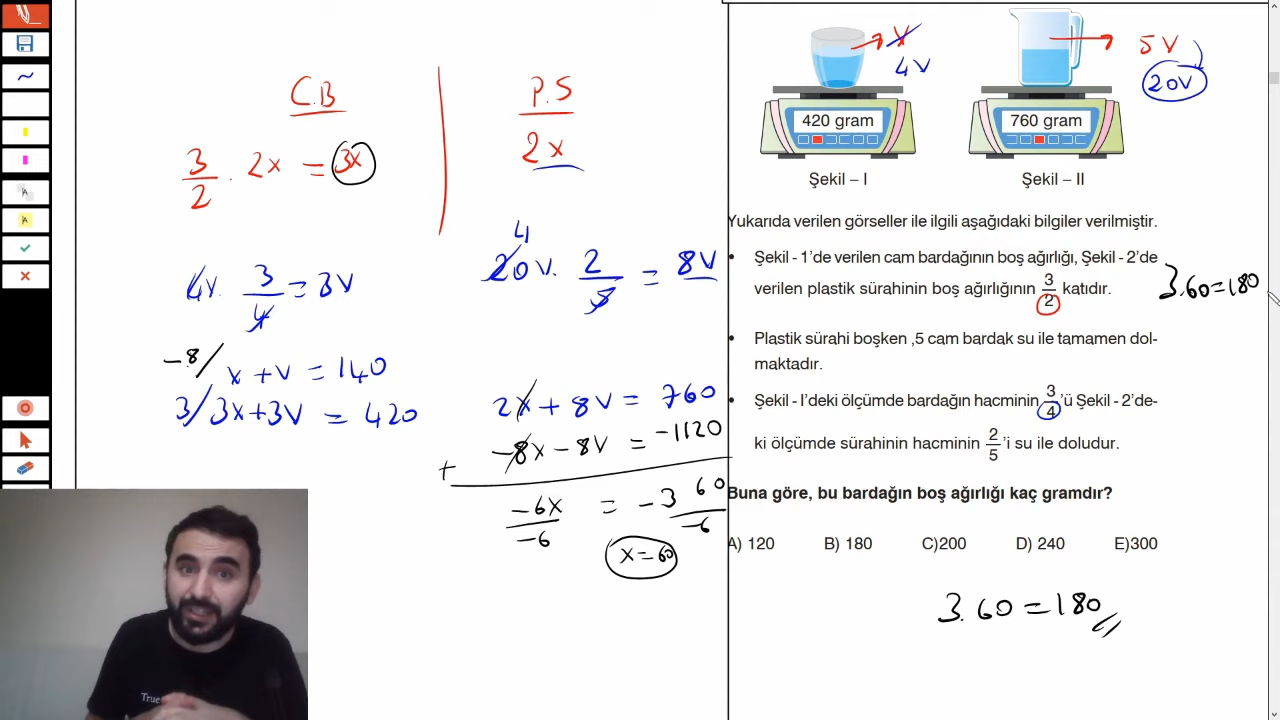 C.B
P.S
3/2 . 2x = 3x
2x
4V. 3/4 = 3V
4
20V. 2/5 = 8V
-8/ x+V = 140
3/ 3x+3V = 420
2x + 8V = 760
-8x - 8V = -1120
+
-6x/-6 = -360/-6
x=60
V
4V
5V
20V
420 gram
760 gram
Şekil – I
Şekil – II
Yukarıda verilen görseller ile ilgili aşağıdaki bilgiler verilmiştir.
• Şekil - 1’de verilen cam bardağının boş ağırlığı, Şekil - 2’de
verilen plastik sürahinin boş ağırlığının 3/2 katıdır.
3.60=180
• Plastik sürahi boşken ,5 cam bardak su ile tamamen dol-
maktadır.
• Şekil - I’deki ölçümde bardağın hacminin 3/4’ü Şekil - 2’de-
ki ölçümde sürahinin hacminin 2/5’i su ile doludur.
Buna göre, bu bardağın boş ağırlığı kaç gramdır?
A) 120 B) 180 C)200 D) 240 E)300
3.60=180
True